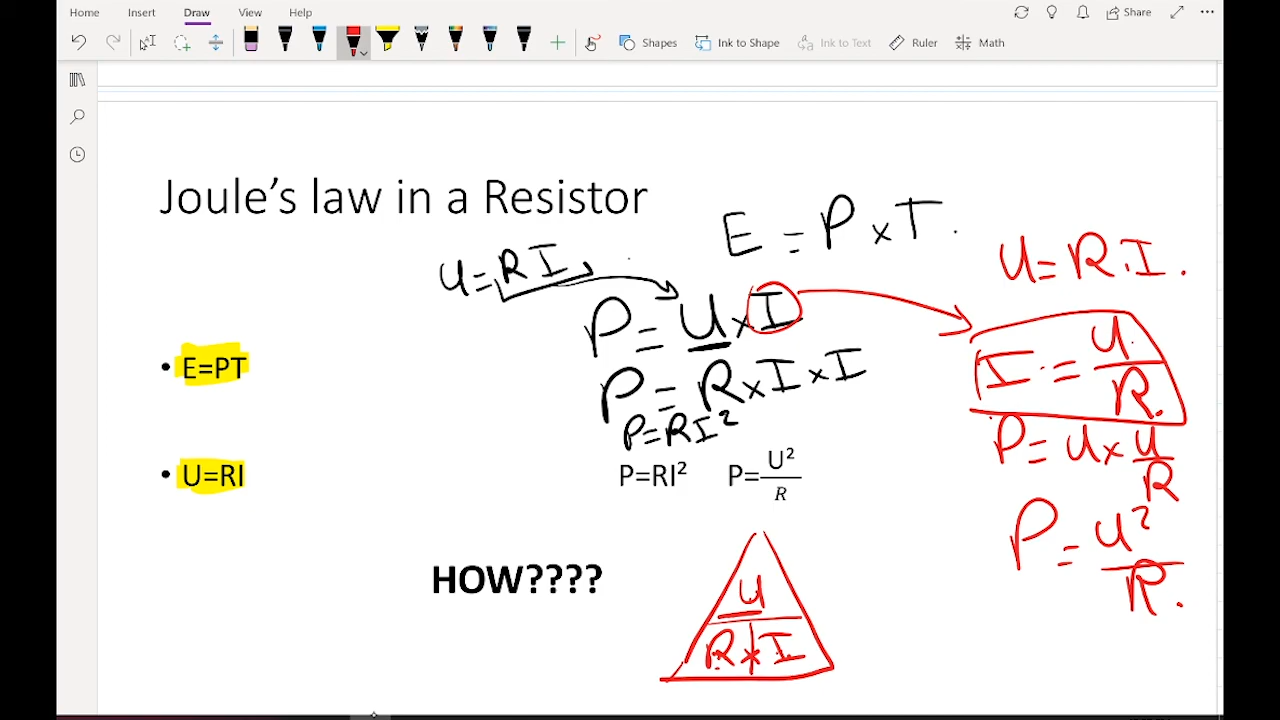 Home Insert Draw View Help
Share
Shapes Ink to Shape Ink to Text Ruler Math
Joule's law in a Resistor
E = P x T.
U = R I
U = R.I.
P = U x I
I = U/R.
P = R x I x I
P = RI²
P = U x U/R
P = U²/R.
• E=PT
• U=RI
P=RI² P=U²/R
HOW????
U
R * I